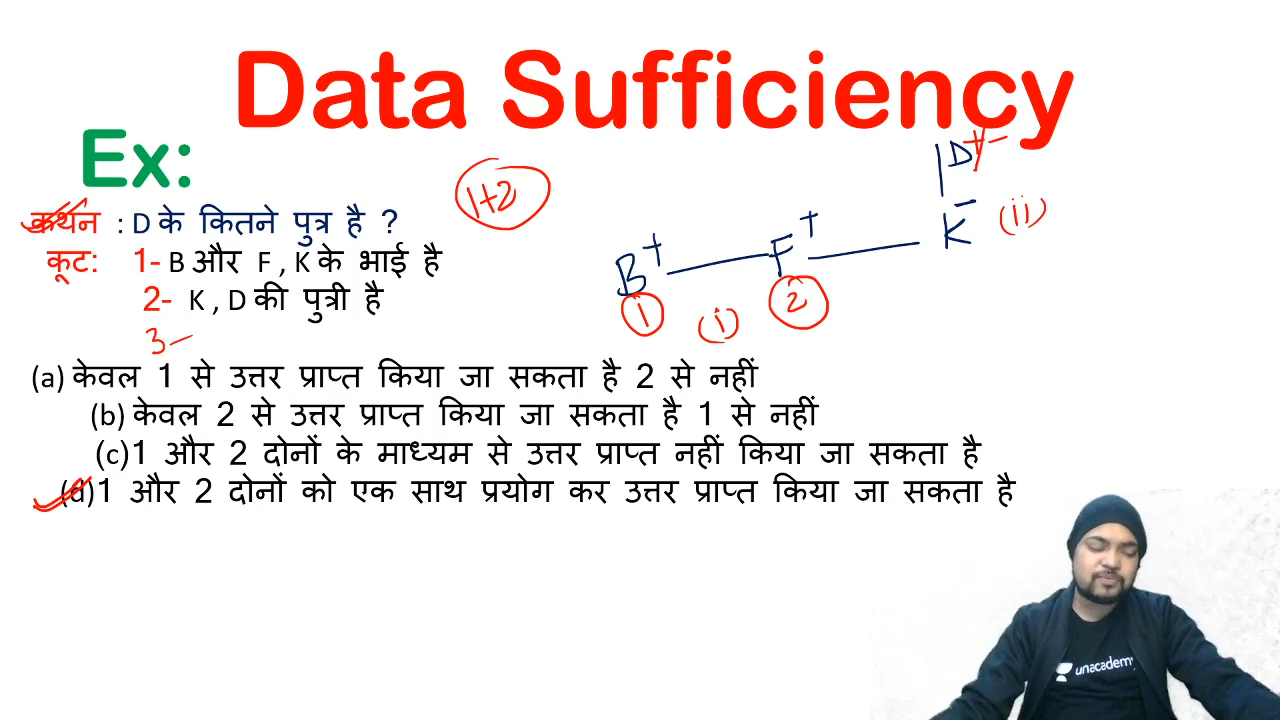 Data Sufficiency
Ex:
1+2
कथन : D के कितने पुत्र है ?
कूट: 1- B और F , K के भाई है
2- K , D की पुत्री है
3-
D+-
K-
(ii)
F+
B+
1
(i)
2
(a) केवल 1 से उत्तर प्राप्त किया जा सकता है 2 से नहीं
(b) केवल 2 से उत्तर प्राप्त किया जा सकता है 1 से नहीं
(c)1 और 2 दोनों के माध्यम से उत्तर प्राप्त नहीं किया जा सकता है
(d)1 और 2 दोनों को एक साथ प्रयोग कर उत्तर प्राप्त किया जा सकता है
unacademy